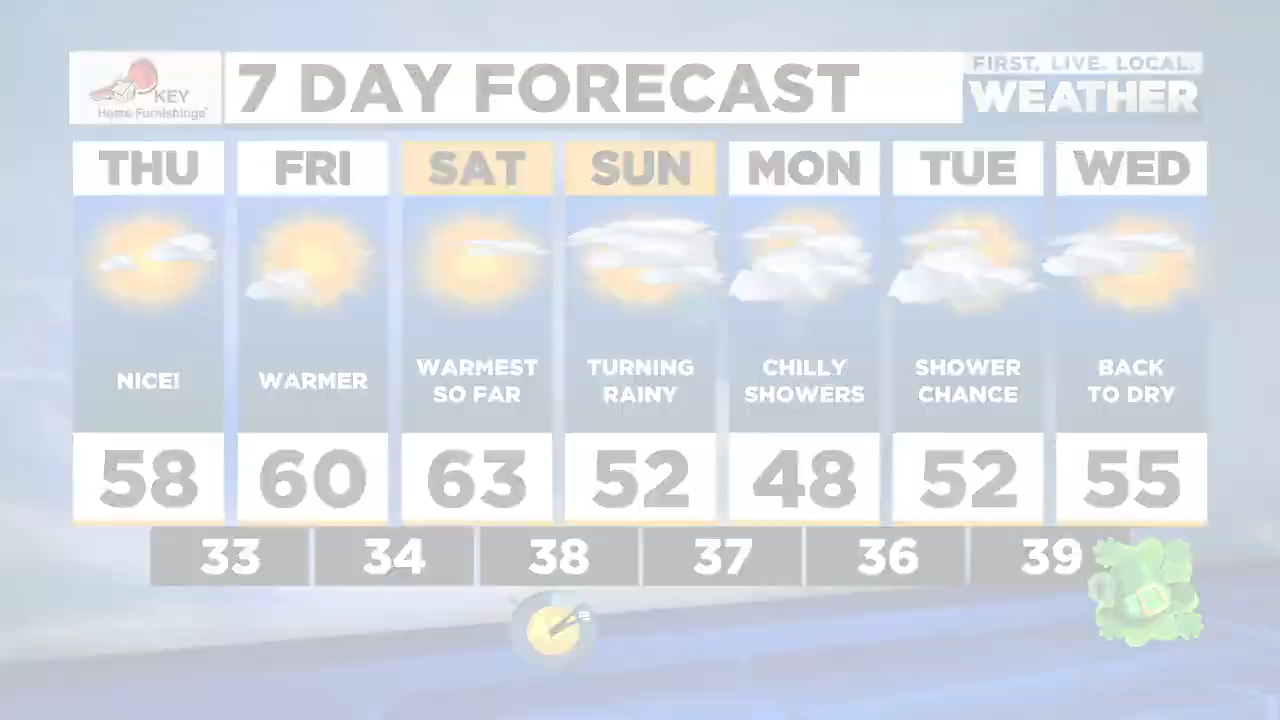 KEY
Home Furnishings
7 DAY FORECAST
FIRST. LIVE. LOCAL.
WEATHER
THU FRI SAT SUN MON TUE WED
NICE! WARMER WARMEST SO FAR TURNING RAINY CHILLY SHOWERS SHOWER CHANCE BACK TO DRY
58 60 63 52 48 52 55
33 34 38 37 36 39